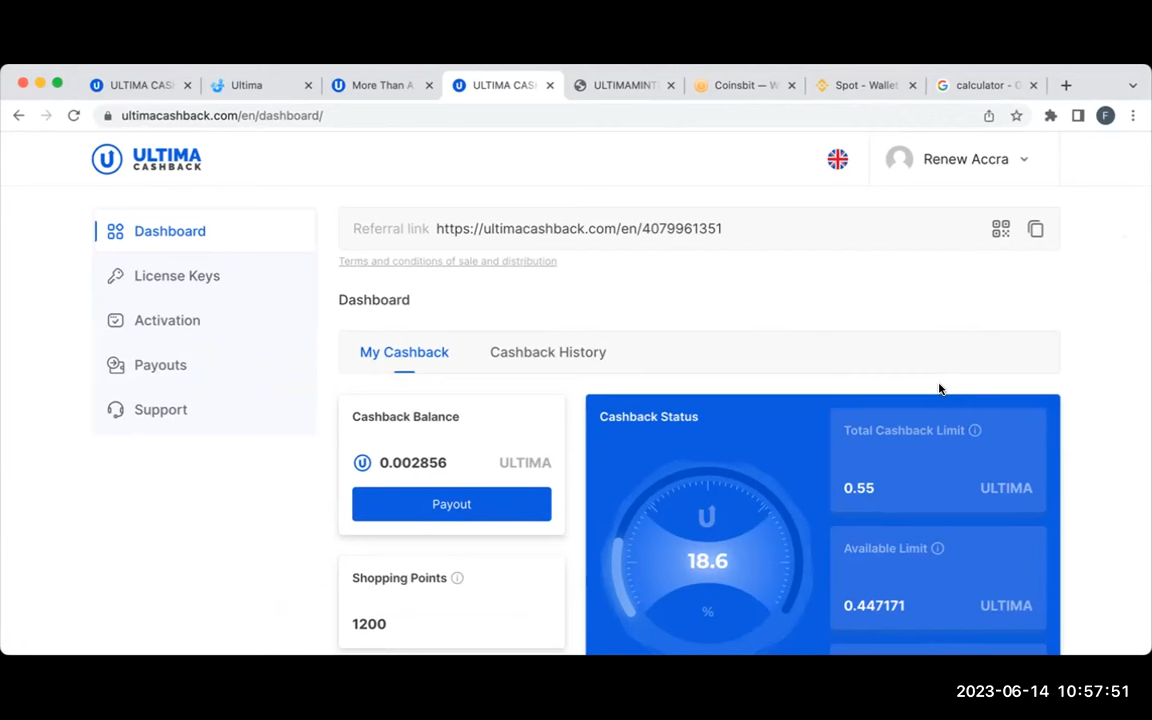 ULTIMA CAS
Ultima
More Than A
ULTIMA CAS
ULTIMAMINT
Coinsbit — W
Spot - Wallet
calculator - G
ultimacashback.com/en/dashboard/
F
ULTIMA
CASHBACK
Renew Accra
Dashboard
License Keys
Activation
Payouts
Support
Referral link https://ultimacashback.com/en/4079961351
Terms and conditions of sale and distribution
Dashboard
My Cashback Cashback History
Cashback Balance
0.002856 ULTIMA
Payout
Shopping Points
1200
Cashback Status
18.6
%
Total Cashback Limit
0.55 ULTIMA
Available Limit
0.447171 ULTIMA
2023-06-14 10:57:51